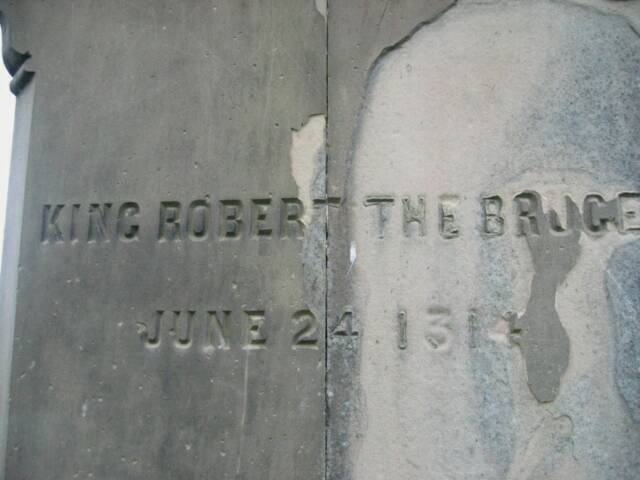 KING ROBERT THE BRUCE
JUNE 24 1314